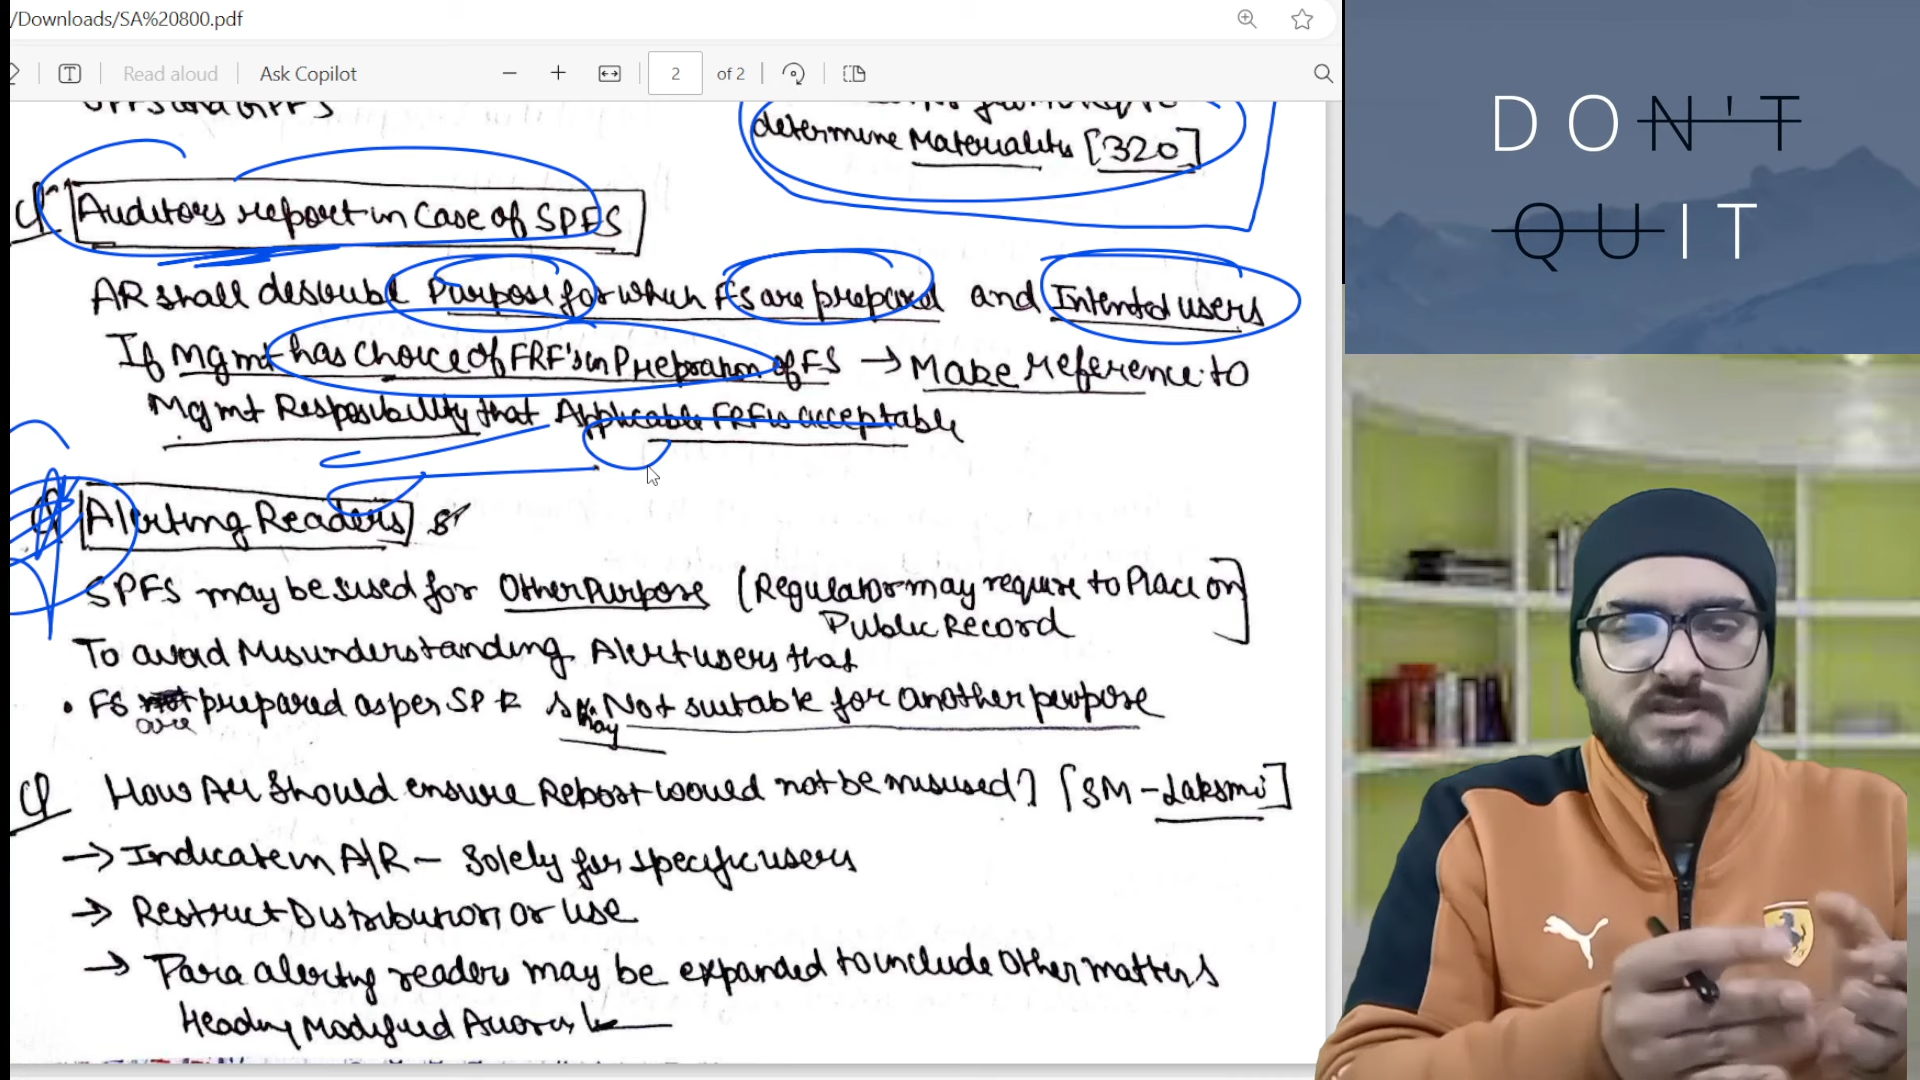 /Downloads/SA%20800.pdf
Read aloud
Ask Copilot
2
of 2
DON'T
QUIT
determine Materiality [320]
Q Auditors report in Case of SPFS
AR shall describe Purpose for which FS are prepared and Intended users
If Mgmt has choice of FRF's in Preparation of FS → Make reference to
Mgmt Responsibility that Applicable FRF is acceptable
Q Alerting Readers
SPFS may be used for Other Purpose (Regulator may require to Place on
Public Record
To avoid Misunderstanding Alert users that
• FS are prepared as per SP & may Not suitable for another purpose
Q How AR Should ensure Report would not be misused? [SM - Laksmi]
→ Indicate in A/R - Solely for specific users
→ Restrict Distribution or use
→ Para alerting readers may be expanded to include Other matters
Heading Modified Accor